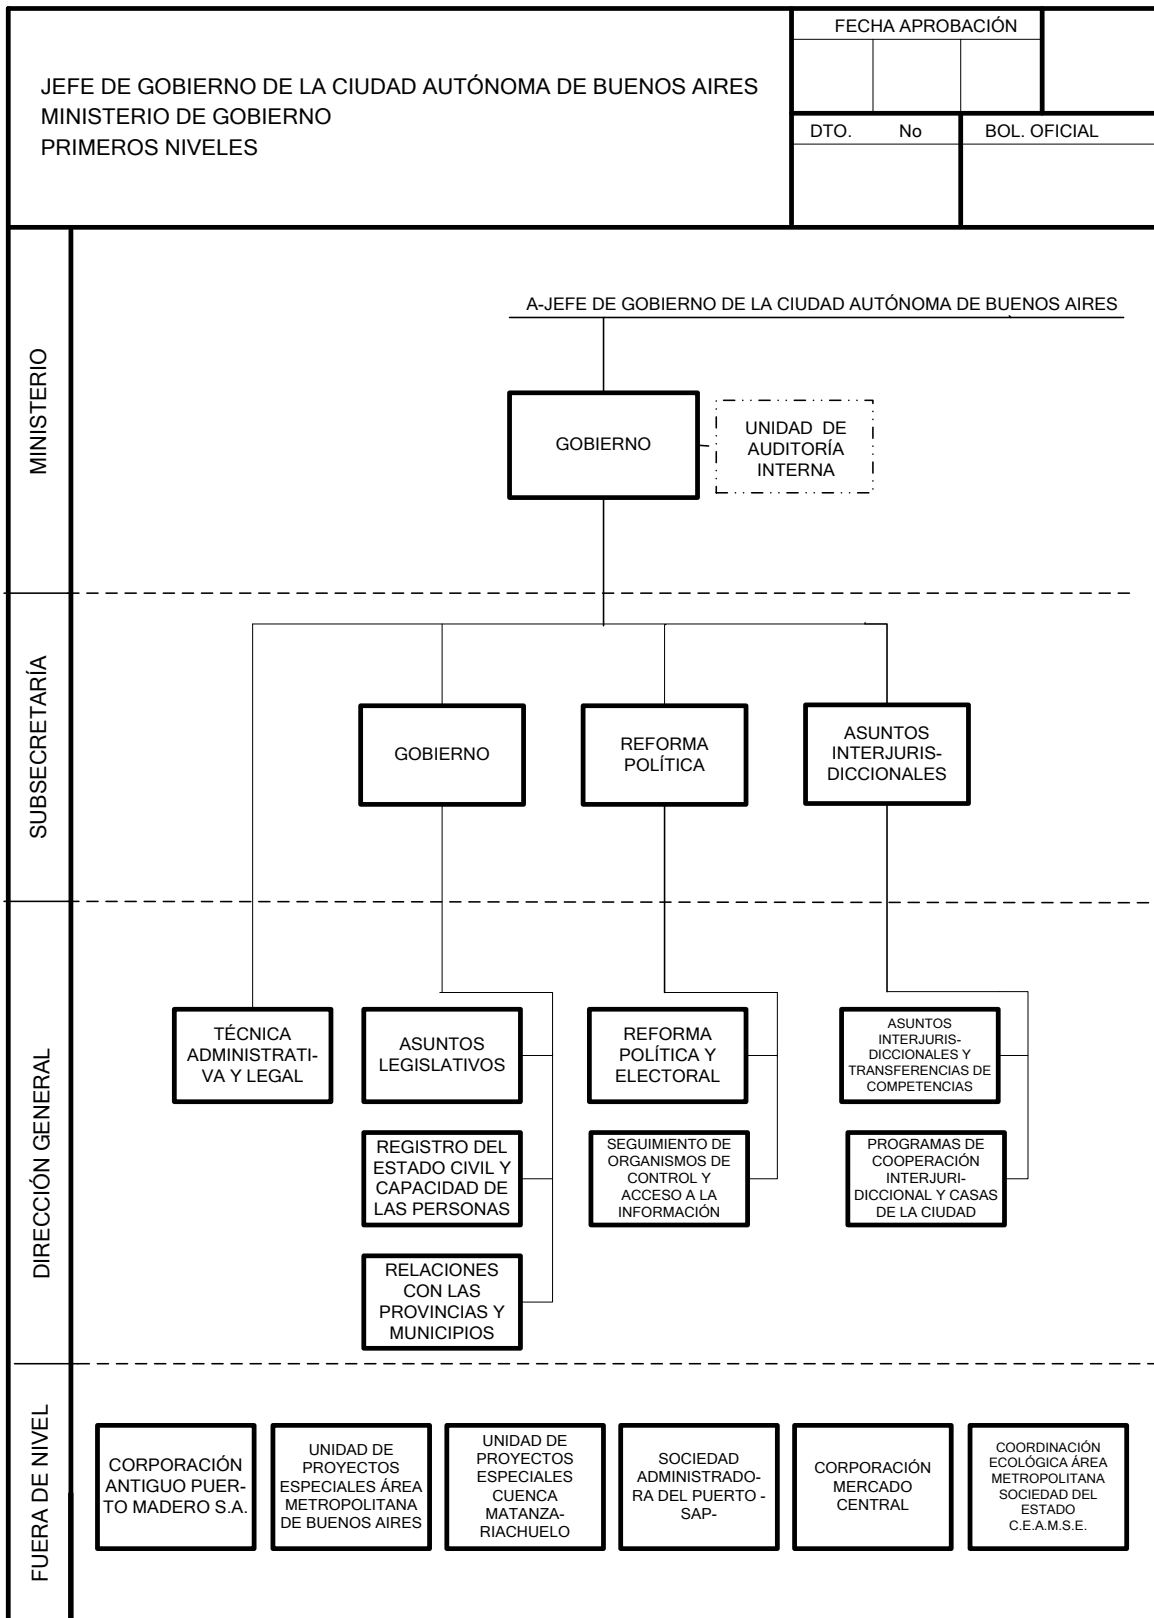 JEFE DE GOBIERNO DE LA CIUDAD AUTÓNOMA DE BUENOS AIRES
MINISTERIO DE GOBIERNO
PRIMEROS NIVELES
FECHA APROBACIÓN
DTO. No
BOL. OFICIAL
MINISTERIO
A-JEFE DE GOBIERNO DE LA CIUDAD AUTÓNOMA DE BUENOS AIRES
GOBIERNO
UNIDAD DE
AUDITORÍA
INTERNA
SUBSECRETARÍA
GOBIERNO
REFORMA
POLÍTICA
ASUNTOS
INTERJURIS-
DICCIONALES
DIRECCIÓN GENERAL
TÉCNICA
ADMINISTRATI-
VA Y LEGAL
ASUNTOS
LEGISLATIVOS
REFORMA
POLÍTICA Y
ELECTORAL
ASUNTOS
INTERJURIS-
DICCIONALES Y
TRANSFERENCIAS DE
COMPETENCIAS
REGISTRO DEL
ESTADO CIVIL Y
CAPACIDAD DE
LAS PERSONAS
SEGUIMIENTO DE
ORGANISMOS DE
CONTROL Y
ACCESO A LA
INFORMACIÓN
PROGRAMAS DE
COOPERACIÓN
INTERJURI-
DICCIONAL Y CASAS
DE LA CIUDAD
RELACIONES
CON LAS
PROVINCIAS Y
MUNICIPIOS
FUERA DE NIVEL
CORPORACIÓN
ANTIGUO PUER-
TO MADERO S.A.
UNIDAD DE
PROYECTOS
ESPECIALES ÁREA
METROPOLITANA
DE BUENOS AIRES
UNIDAD DE
PROYECTOS
ESPECIALES
CUENCA
MATANZA-
RIACHUELO
SOCIEDAD
ADMINISTRADO-
RA DEL PUERTO -
SAP-
CORPORACIÓN
MERCADO
CENTRAL
COORDINACIÓN
ECOLÓGICA ÁREA
METROPOLITANA
SOCIEDAD DEL
ESTADO
C.E.A.M.S.E.